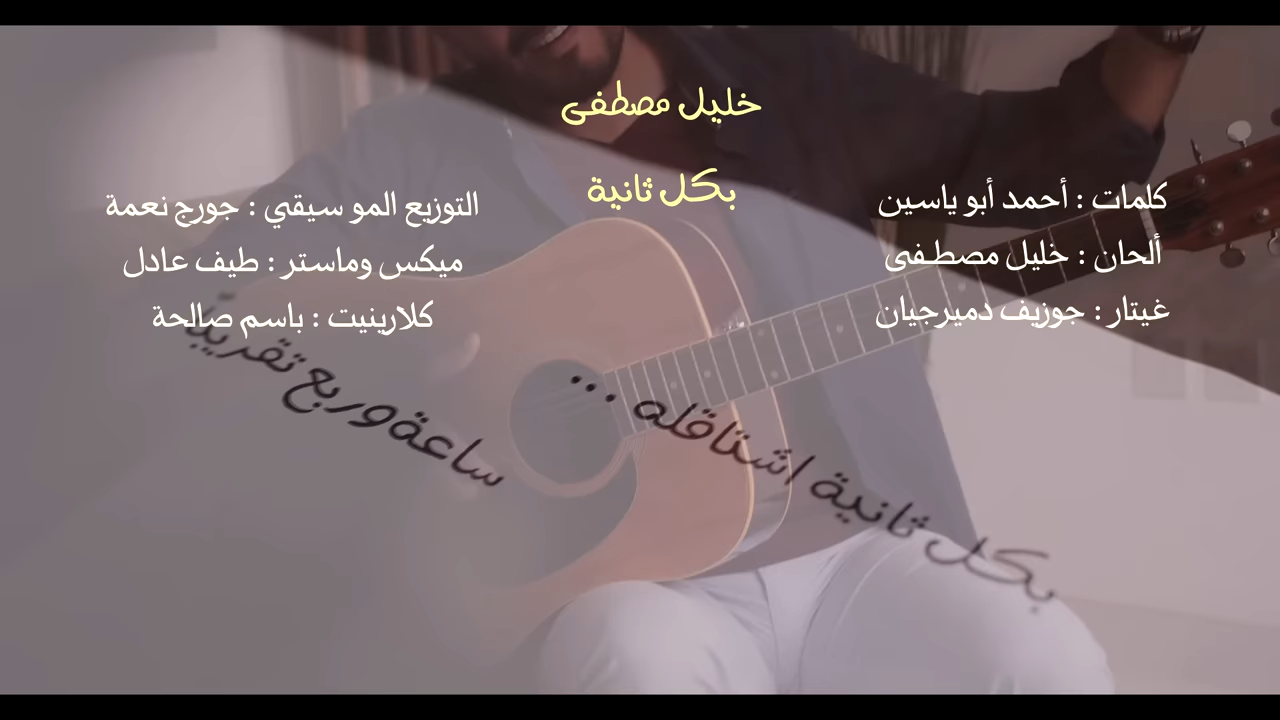 خليل مصطفى
بكل ثانية
كلمات : أحمد أبو ياسين
ألحان : خليل مصطفى
غيتار : جوزيف دميرجيان
التوزيع المو سيقي : جورج نعمة
ميكس وماستر : طيف عادل
كلارينيت : باسم صالحة
بكل ثانية اشتاقله ...
ساعة وربع تقريباً